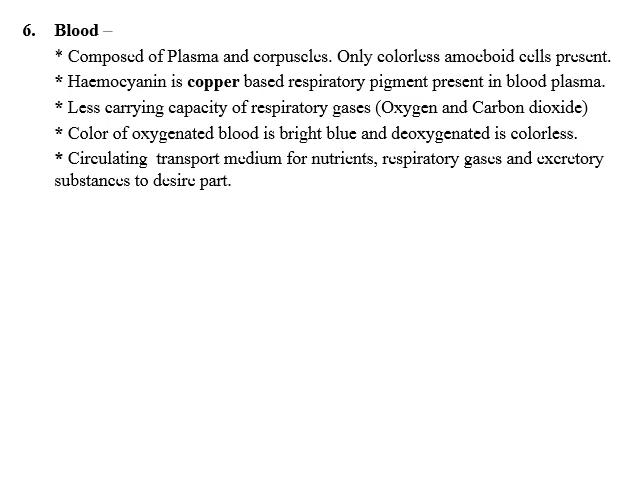 6. Blood –
* Composed of Plasma and corpuscles. Only colorless amoeboid cells present.
* Haemocyanin is copper based respiratory pigment present in blood plasma.
* Less carrying capacity of respiratory gases (Oxygen and Carbon dioxide)
* Color of oxygenated blood is bright blue and deoxygenated is colorless.
* Circulating transport medium for nutrients, respiratory gases and excretory
substances to desire part.